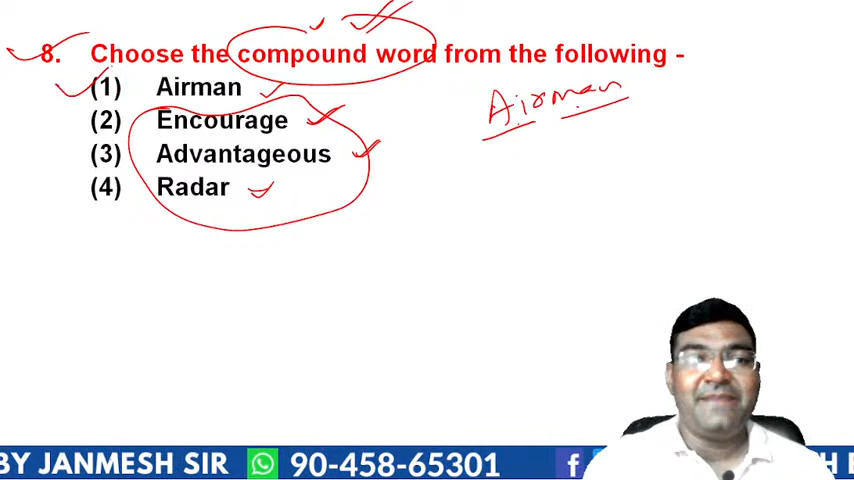 8. Choose the compound word from the following -
(1) Airman
Airman
(2) Encourage
(3) Advantageous
(4) Radar
BY JANMESH SIR 90-458-65301 f